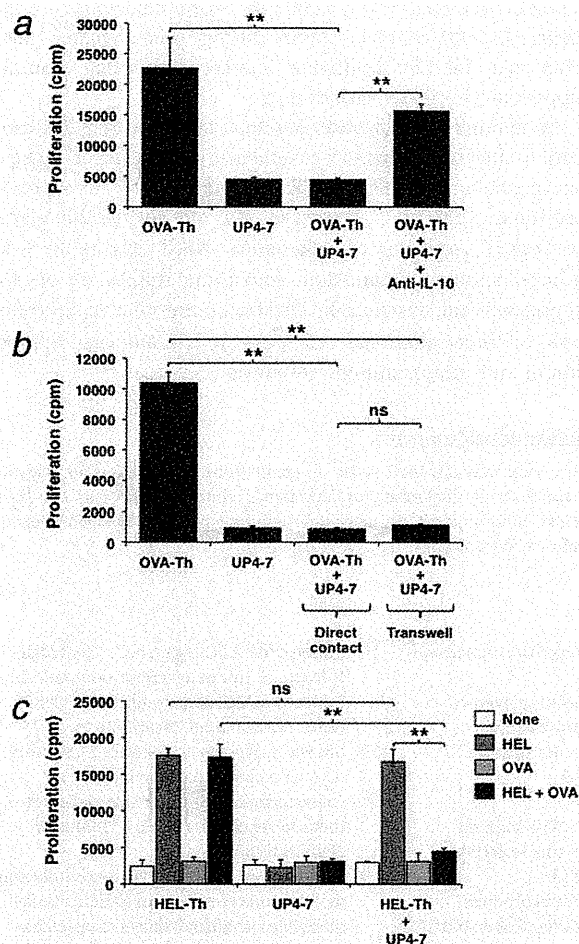 a
**
**
30000
25000
20000
15000
10000
5000
0
Proliferation (cpm)
OVA-Th
UP4-7
OVA-Th
+
UP4-7
OVA-Th
+
UP4-7
+
Anti-IL-10
b
**
**
ns
12000
10000
8000
6000
4000
2000
0
Proliferation (cpm)
OVA-Th
UP4-7
OVA-Th
+
UP4-7
OVA-Th
+
UP4-7
Direct
contact
Transwell
c
ns
**
**
25000
20000
15000
10000
5000
0
Proliferation (cpm)
None
HEL
OVA
HEL + OVA
HEL-Th
UP4-7
HEL-Th
+
UP4-7